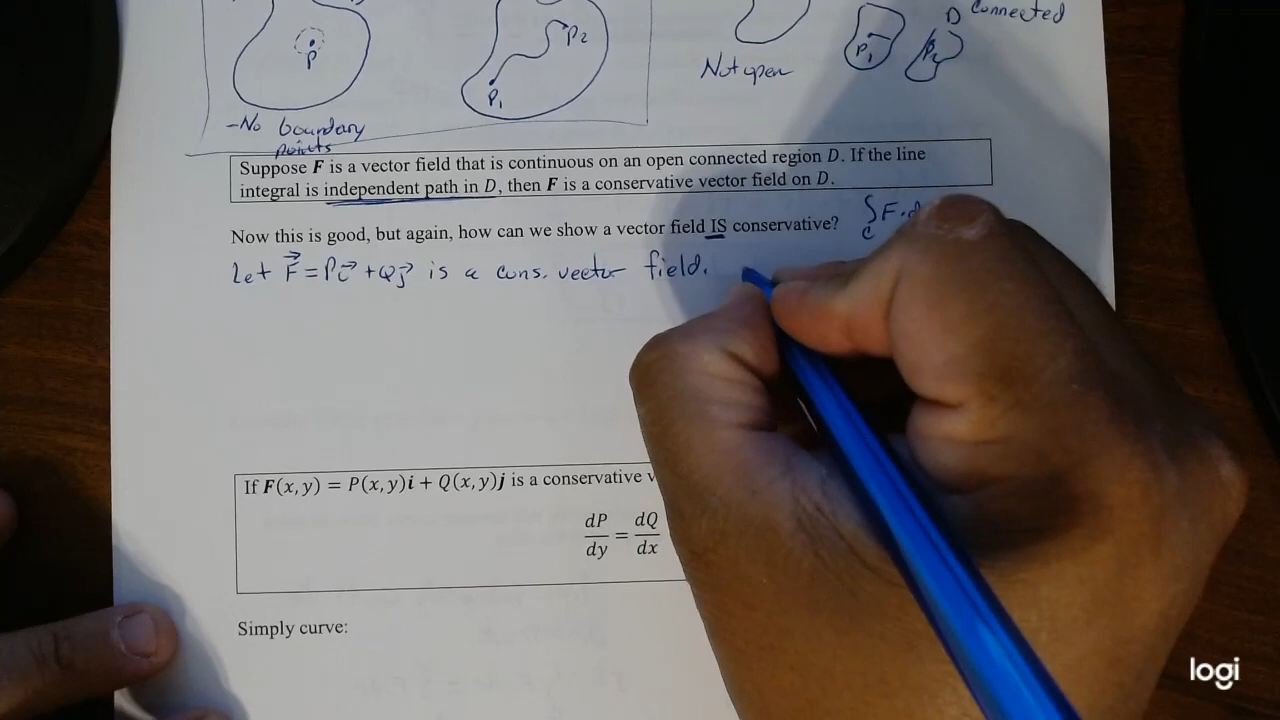 D Connected
P
P2
P1
P1
P2
Not open
-No boundary
points
Suppose F is a vector field that is continuous on an open connected region D. If the line
integral is independent path in D, then F is a conservative vector field on D.
Now this is good, but again, how can we show a vector field IS conservative? ∫ F·d
C
Let F⃗ = Pi⃗ + Qj⃗ is a cons. vector field.
If F(x, y) = P(x, y)i + Q(x, y)j is a conservative v
dP/dy = dQ/dx
Simply curve:
logi